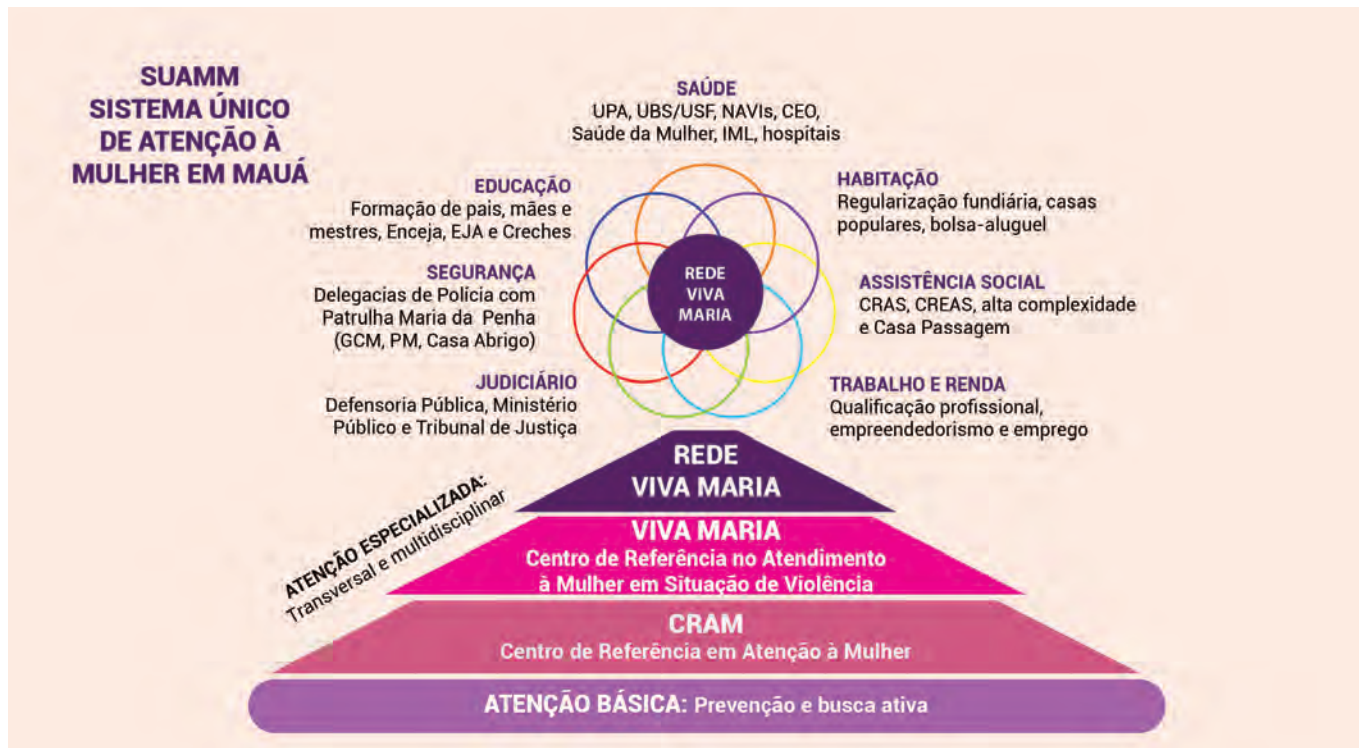 SUAMM
SISTEMA ÚNICO
DE ATENÇÃO À
MULHER EM MAUÁ
SAÚDE
UPA, UBS/USF, NAVIs, CEO,
Saúde da Mulher, IML, hospitais
EDUCAÇÃO
Formação de pais, mães e
mestres, Enceja, EJA e Creches
HABITAÇÃO
Regularização fundiária, casas
populares, bolsa-aluguel
SEGURANÇA
Delegacias de Polícia com
Patrulha Maria da Penha
(GCM, PM, Casa Abrigo)
REDE
VIVA
MARIA
ASSISTÊNCIA SOCIAL
CRAS, CREAS, alta complexidade
e Casa Passagem
JUDICIÁRIO
Defensoria Pública, Ministério
Público e Tribunal de Justiça
TRABALHO E RENDA
Qualificação profissional,
empreendedorismo e emprego
REDE
VIVA MARIA
ATENÇÃO ESPECIALIZADA:
Transversal e multidisciplinar
VIVA MARIA
Centro de Referência no Atendimento
à Mulher em Situação de Violência
CRAM
Centro de Referência em Atenção à Mulher
ATENÇÃO BÁSICA: Prevenção e busca ativa